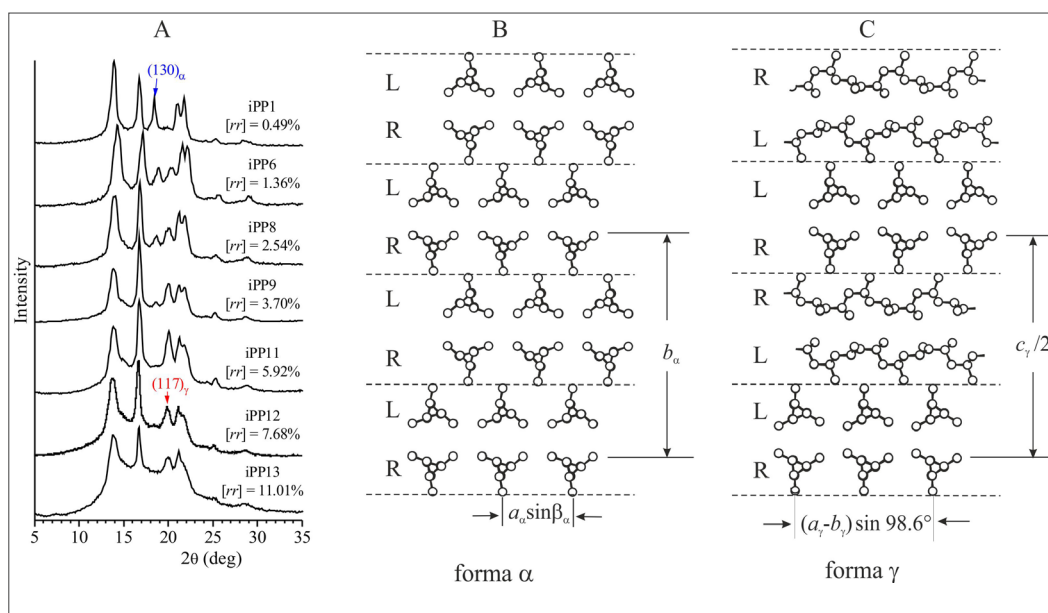 A
(130)α
iPP1
[rr] = 0.49%
iPP6
[rr] = 1.36%
iPP8
[rr] = 2.54%
iPP9
[rr] = 3.70%
iPP11
[rr] = 5.92%
(117)γ
iPP12
[rr] = 7.68%
iPP13
[rr] = 11.01%
Intensity
5 10 15 20 25 30 35
2θ (deg)
B
L
R
L
R
L
R
L
R
bα
aαsinβα
forma α
C
R
L
L
R
R
L
L
R
cγ/2
(aγ-bγ) sin 98.6°
forma γ